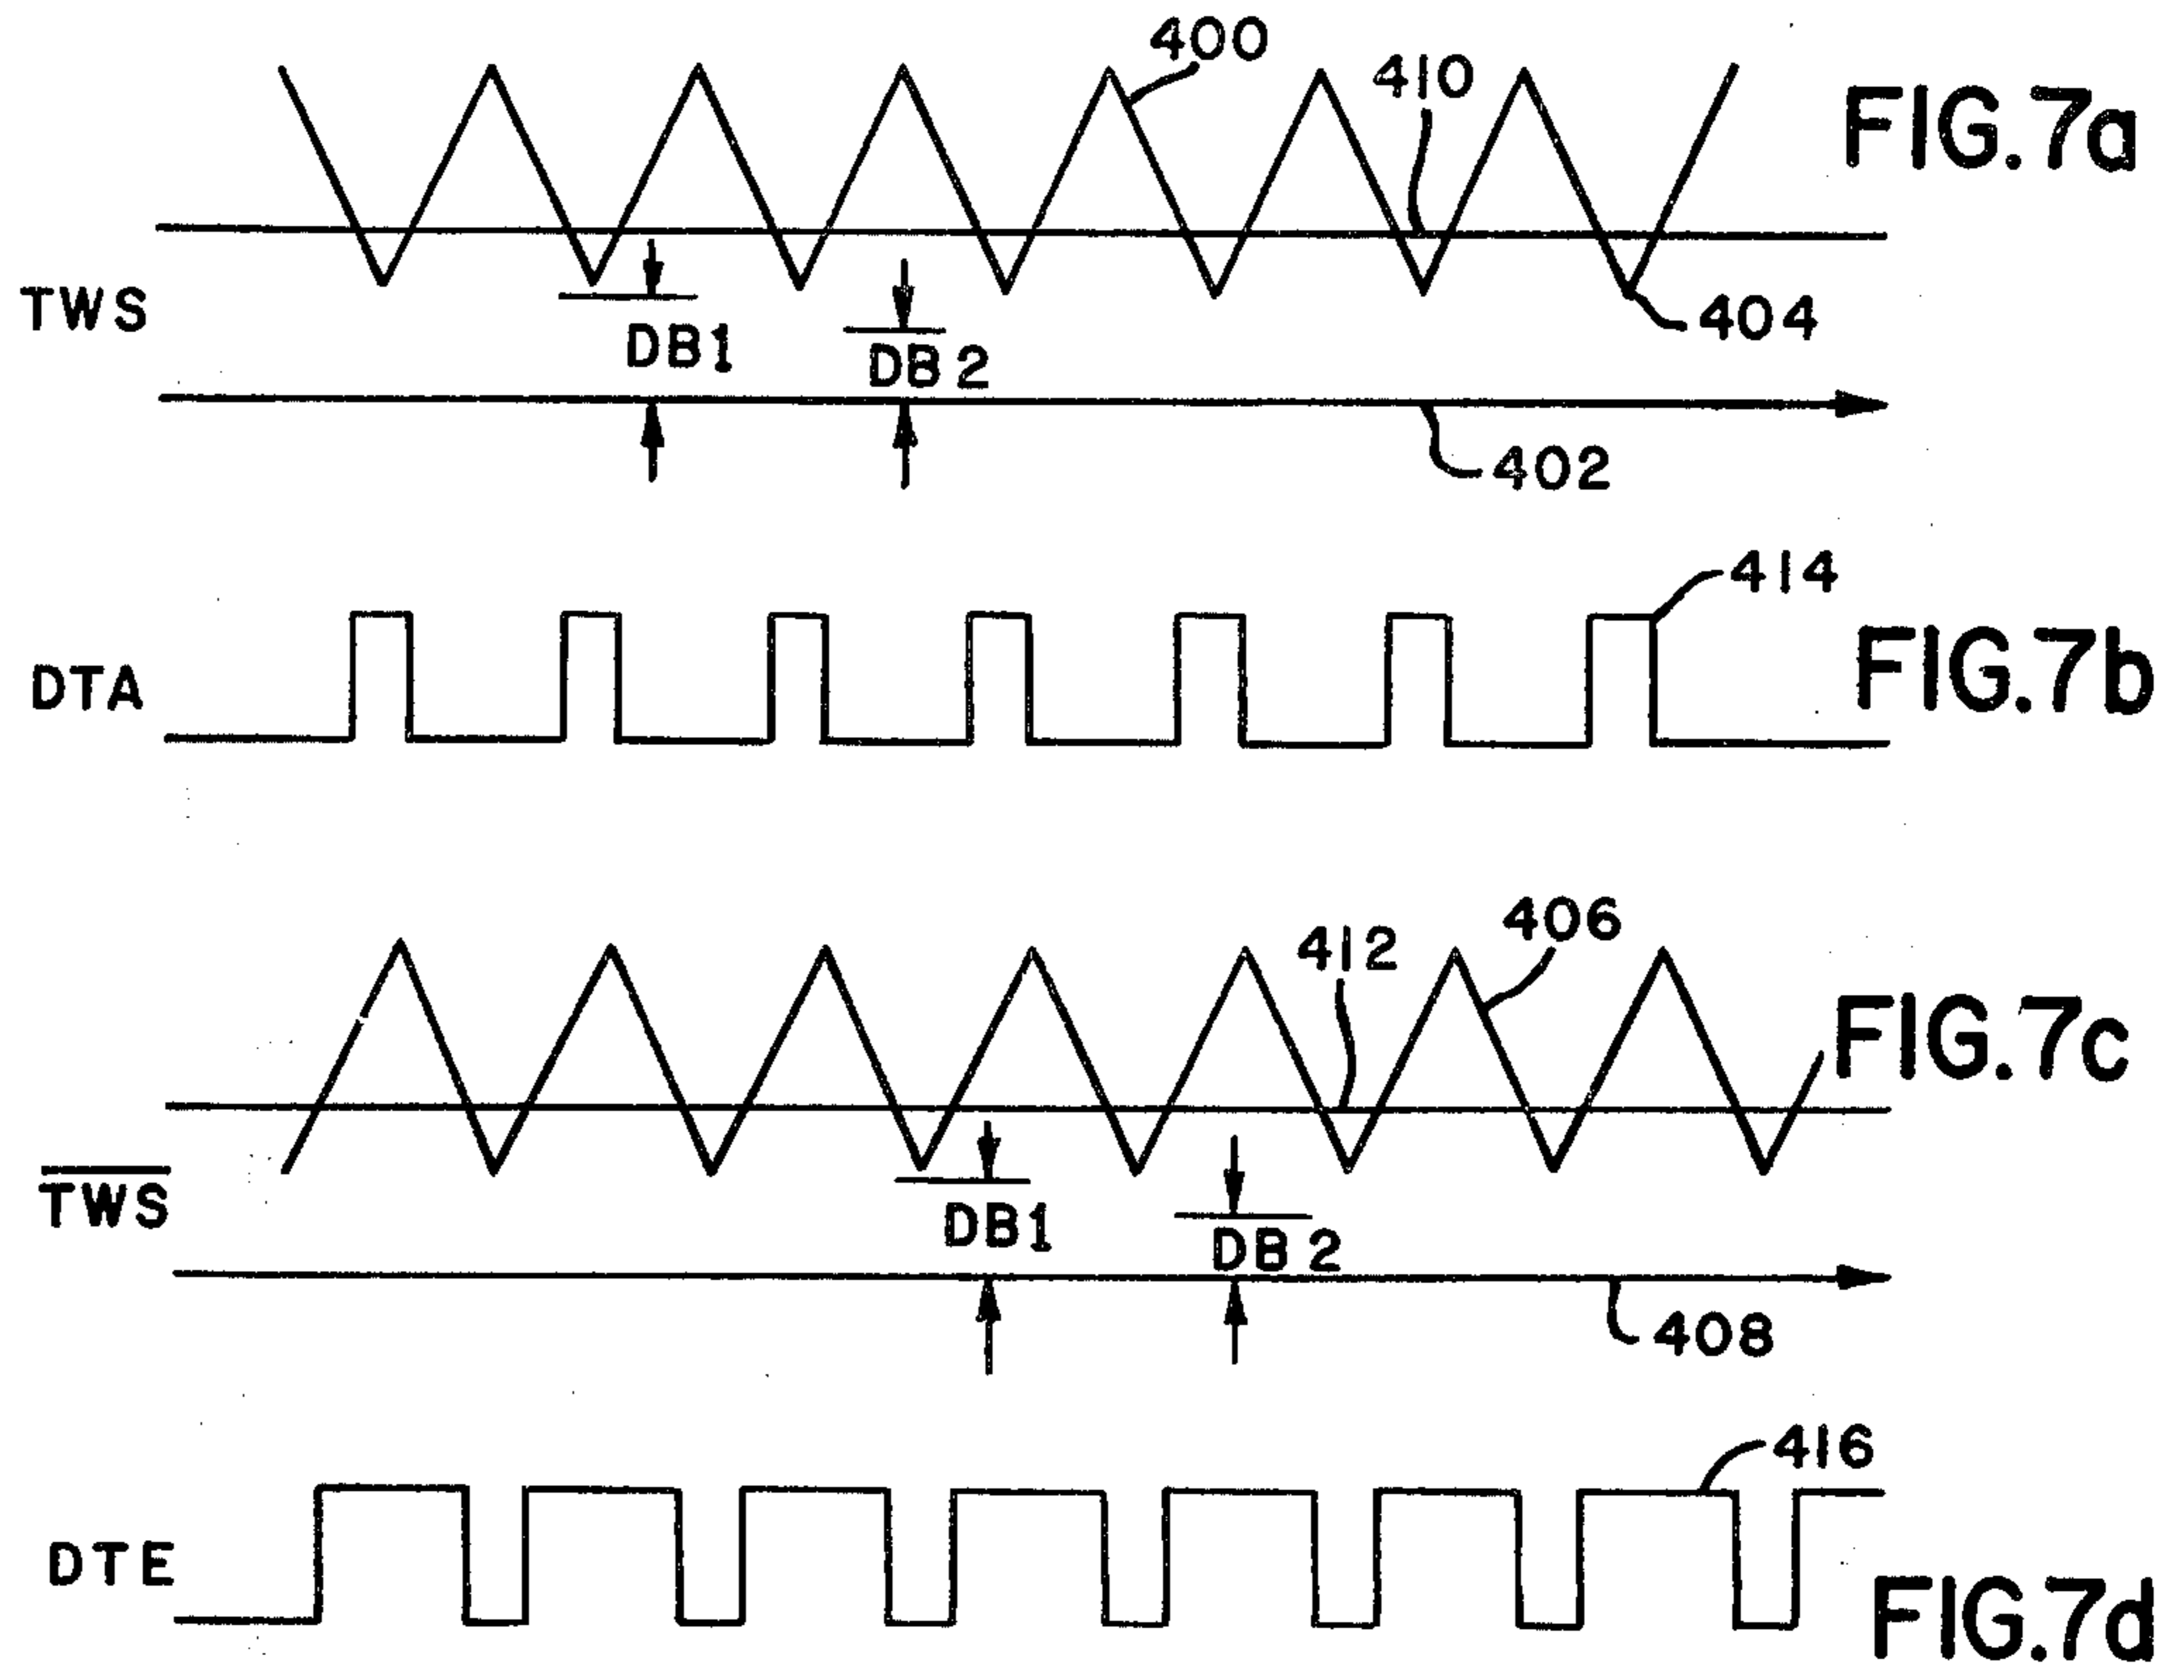 400
410
FIG.7a
TWS
DB1
DB2
404
402
414
DTA
FIG.7b
412
406
FIG.7c
TWS
DB1
DB2
408
416
DTE
FIG.7d